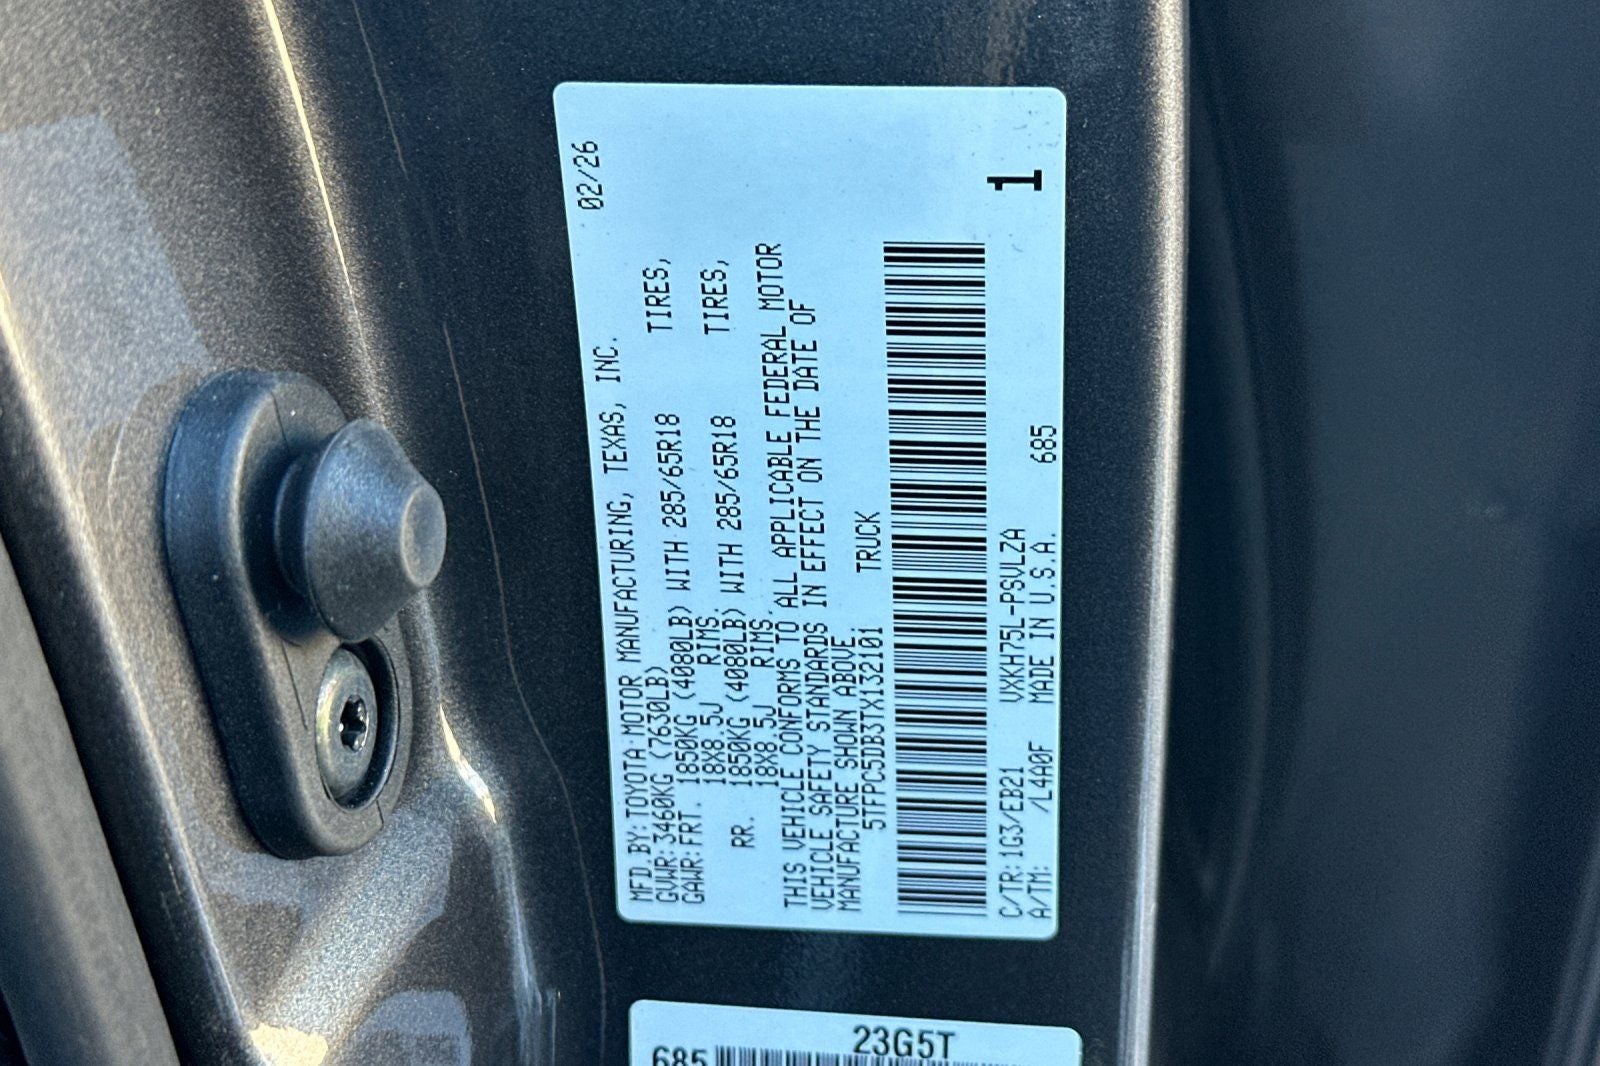 MFD.BY:TOYOTA MOTOR MANUFACTURING, TEXAS, INC. 02/26
GVWR:3460KG (7630LB)
GAWR:FRT. 1850KG (4080LB) WITH 285/65R18 TIRES,
18X8.5J RIMS,
RR. 1850KG (4080LB) WITH 285/65R18 TIRES,
18X8.5J RIMS.
THIS VEHICLE CONFORMS TO ALL APPLICABLE FEDERAL MOTOR
VEHICLE SAFETY STANDARDS IN EFFECT ON THE DATE OF
MANUFACTURE SHOWN ABOVE.
5TFPC5DB3TX132101 TRUCK
1
C/TR:1G3/EB21 VXKH75L-PSVLZA 685
A/TM: /L4A0F MADE IN U.S.A.
23G5T
685